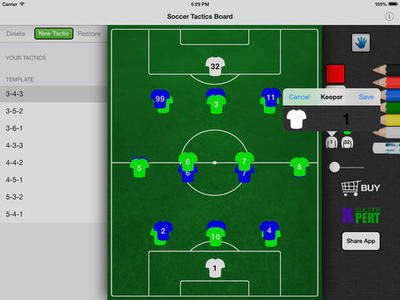 Carrier
5:29 PM
100%
Soccer Tactics Board
Delete
New Tactic
Restore
YOUR TACTICS
TEMPLATE
3-4-3
3-5-2
3-6-1
4-3-3
4-4-2
4-5-1
5-3-2
5-4-1
32
99
3
11
Cancel
Keeper
Save
1
5
6
7
8
6
7
2
10
4
1
BUY
PERT
Share App